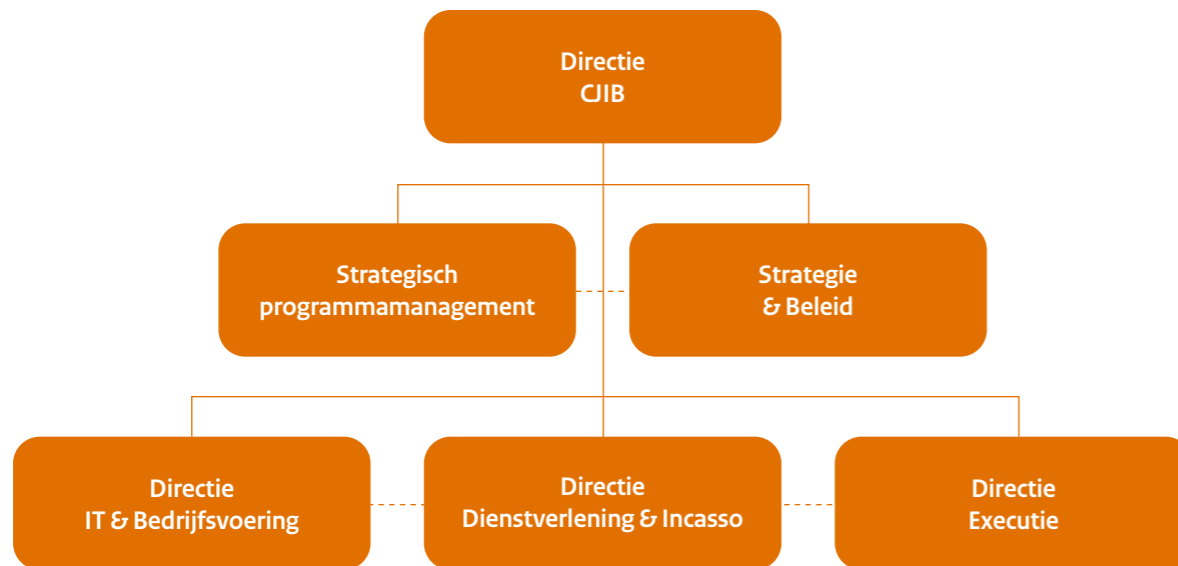 Directie
CJIB
Strategisch
programmamanagement
Strategie
& Beleid
Directie
IT & Bedrijfsvoering
Directie
Dienstverlening & Incasso
Directie
Executie